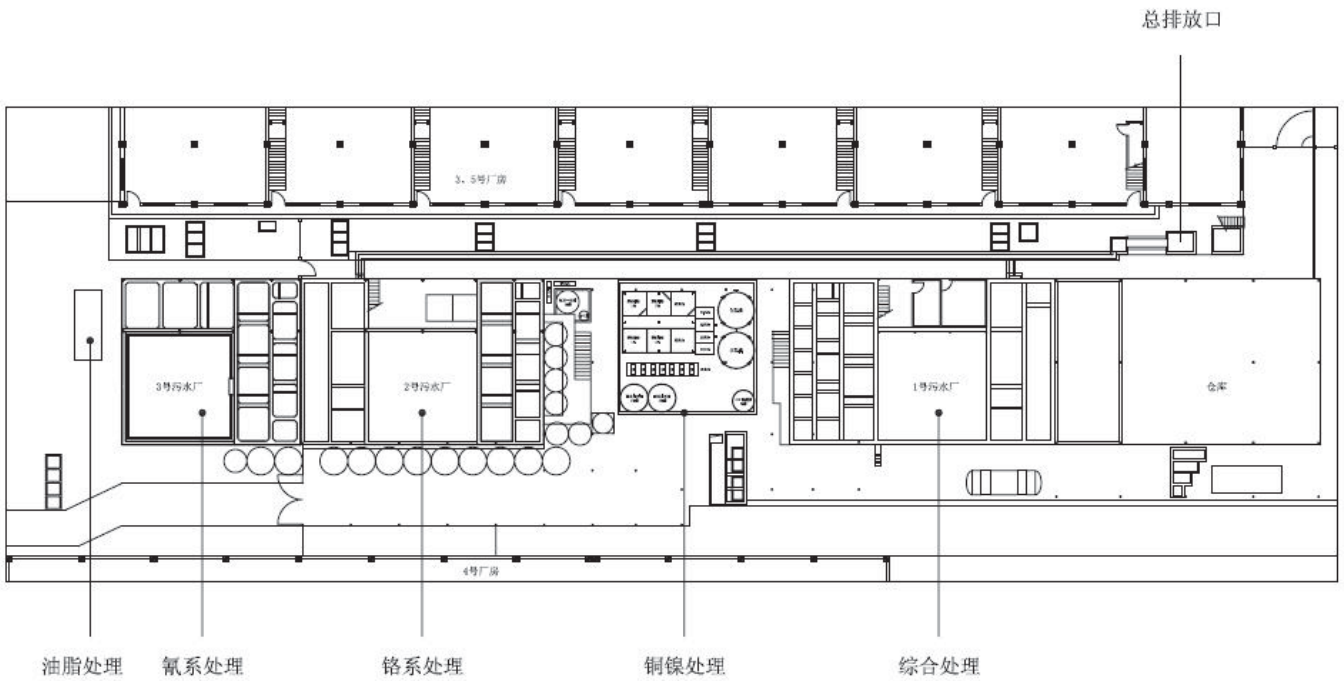 总排放口
3、5号厂房
3号污水厂
2号污水厂
1号污水厂
仓库
4号厂房
油脂处理
氰系处理
铬系处理
铜镍处理
综合处理